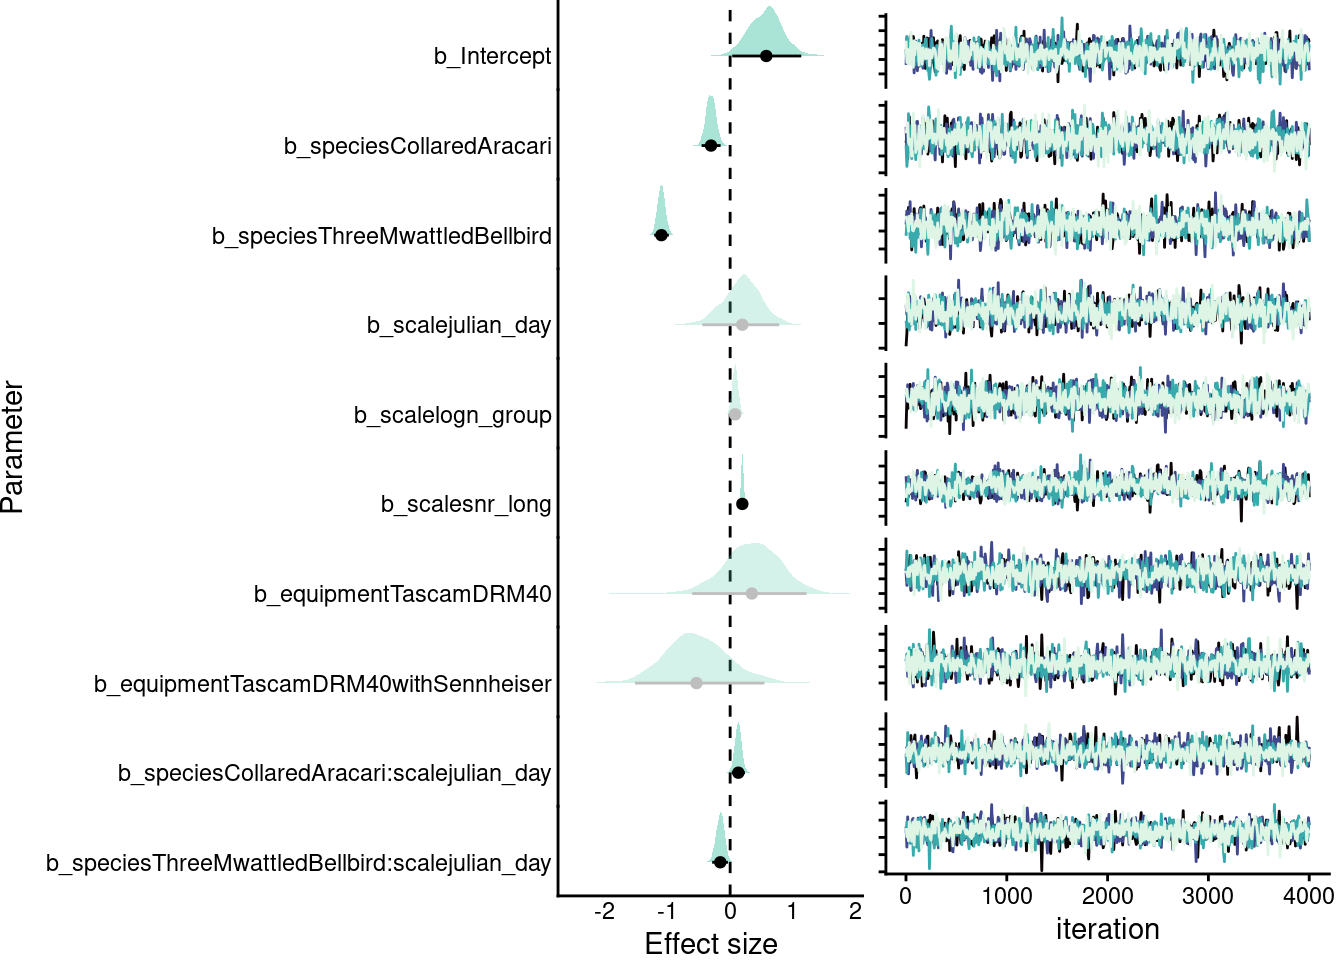 Parameter
b_Intercept
b_speciesCollaredAracari
b_speciesThreeMwattledBellbird
b_scalejulian_day
b_scalelogn_group
b_scalesnr_long
b_equipmentTascamDRM40
b_equipmentTascamDRM40withSennheiser
b_speciesCollaredAracari:scalejulian_day
b_speciesThreeMwattledBellbird:scalejulian_day
-2 -1 0 1 2
Effect size
0 1000 2000 3000 4000
iteration